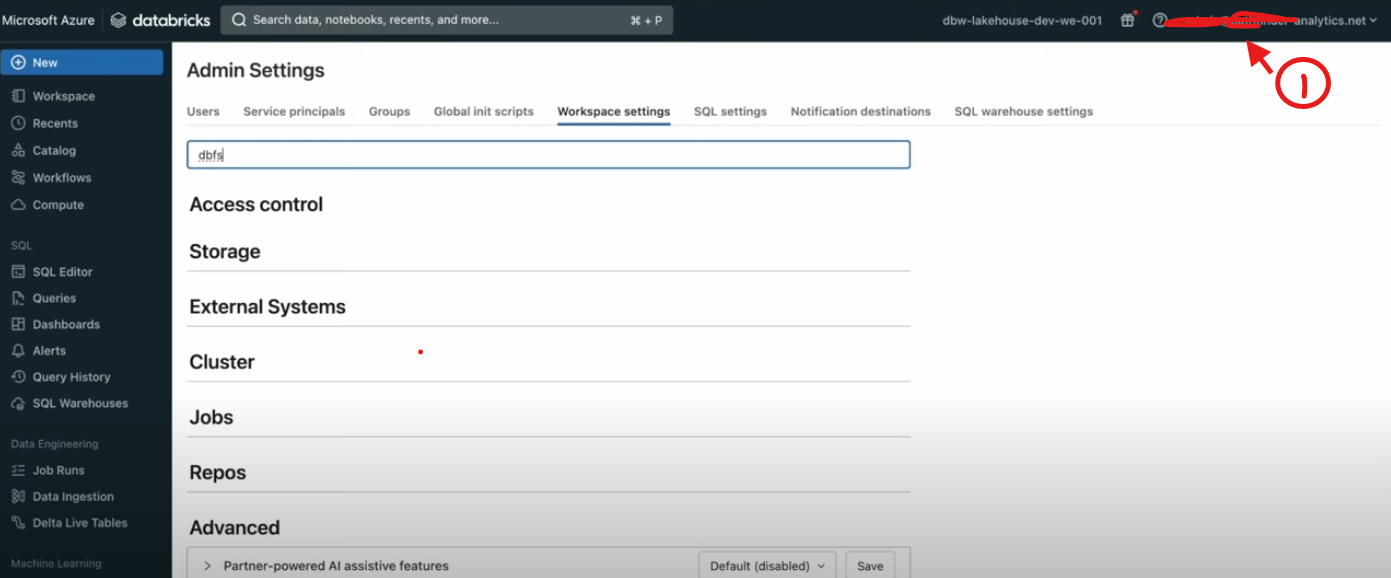 Microsoft Azure databricks Search data, notebooks, recents, and more... ⌘ + P dbw-lakehouse-dev-we-001 analytics.net
1
New
Workspace
Recents
Catalog
Workflows
Compute
SQL
SQL Editor
Queries
Dashboards
Alerts
Query History
SQL Warehouses
Data Engineering
Job Runs
Data Ingestion
Delta Live Tables
Machine Learning
Admin Settings
Users Service principals Groups Global init scripts Workspace settings SQL settings Notification destinations SQL warehouse settings
dbfs
Access control
Storage
External Systems
Cluster
Jobs
Repos
Advanced
Partner-powered AI assistive features Default (disabled) Save